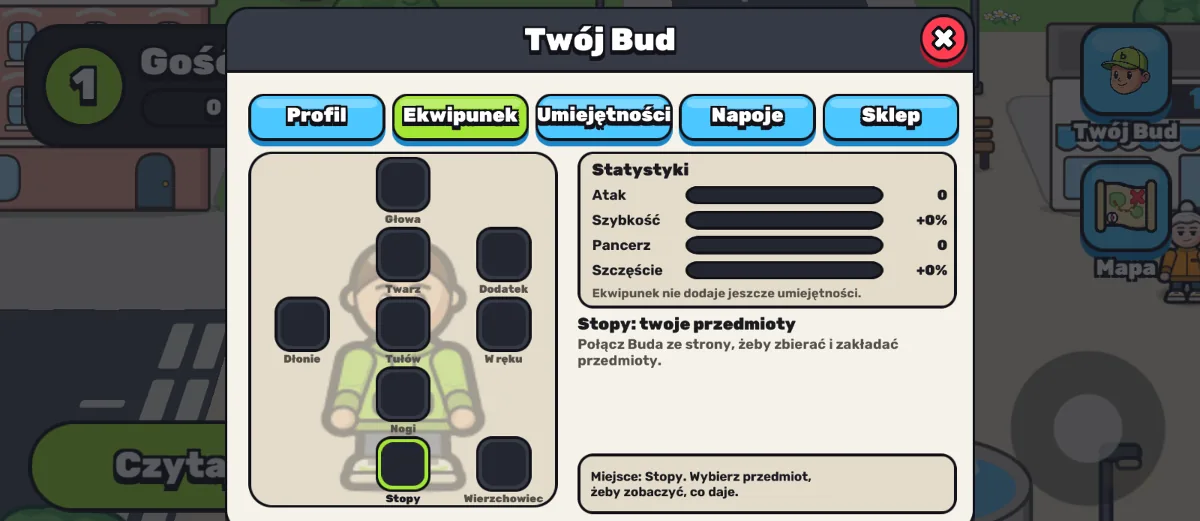 Twój Bud
1
Gość
0
Profil
Ekwipunek
Umiejętności
Napoje
Sklep
Głowa
Twarz
Dodatek
Dłonie
Tułów
W ręku
Nogi
Stopy
Wierzchowiec
Statystyki
Atak 0
Szybkość +0%
Pancerz 0
Szczęście +0%
Ekwipunek nie dodaje jeszcze umiejętności.
Stopy: twoje przedmioty
Połącz Buda ze strony, żeby zbierać i zakładać
przedmioty.
Miejsce: Stopy. Wybierz przedmiot,
żeby zobaczyć, co daje.
Twój Bud
Mapa